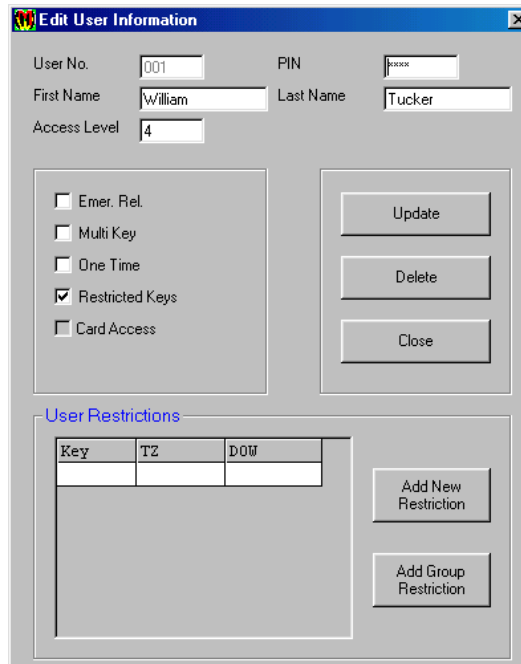 Edit User Information
User No. 001 PIN ****
First Name William Last Name Tucker
Access Level 4
Emer. Rel.
Multi Key
One Time
Restricted Keys
Card Access
Update
Delete
Close
User Restrictions
Key TZ DOW
Add New
Restriction
Add Group
Restriction